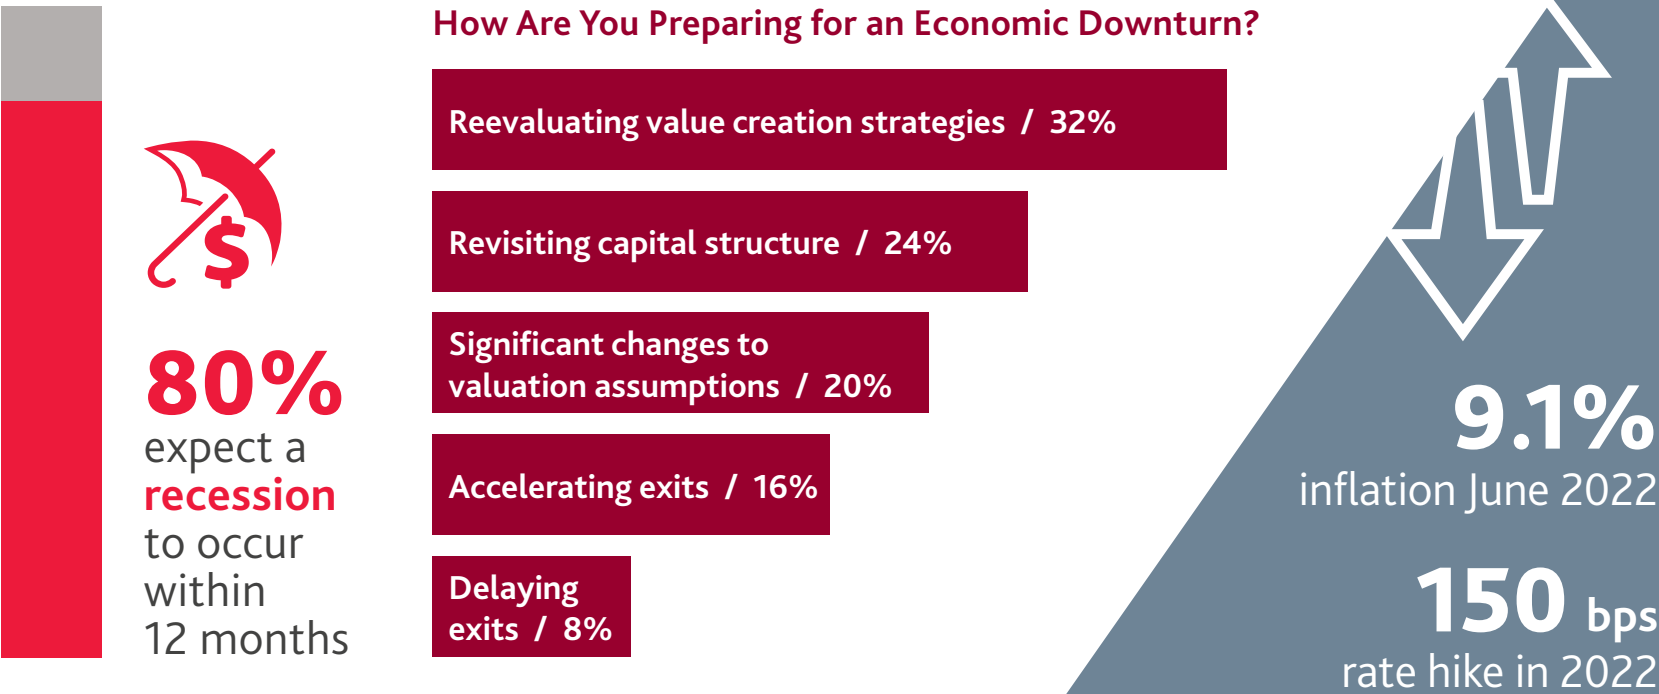 How Are You Preparing for an Economic Downturn?
$
80%
expect a
recession
to occur
within
12 months
Reevaluating value creation strategies / 32%
Revisiting capital structure / 24%
Significant changes to
valuation assumptions / 20%
Accelerating exits / 16%
Delaying
exits / 8%
9.1%
inflation June 2022
150 bps
rate hike in 2022